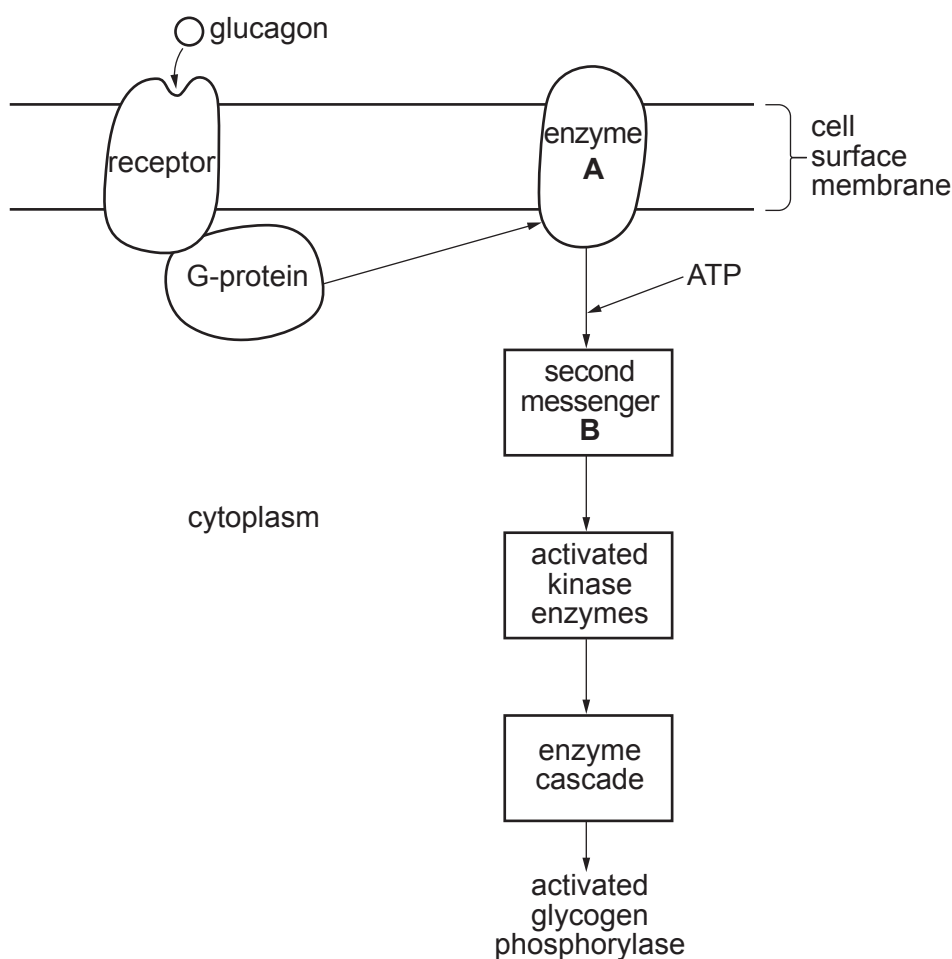 glucagon
receptor
enzyme
A
cell
surface
membrane
G-protein
ATP
second
messenger
B
cytoplasm
activated
kinase
enzymes
enzyme
cascade
activated
glycogen
phosphorylase